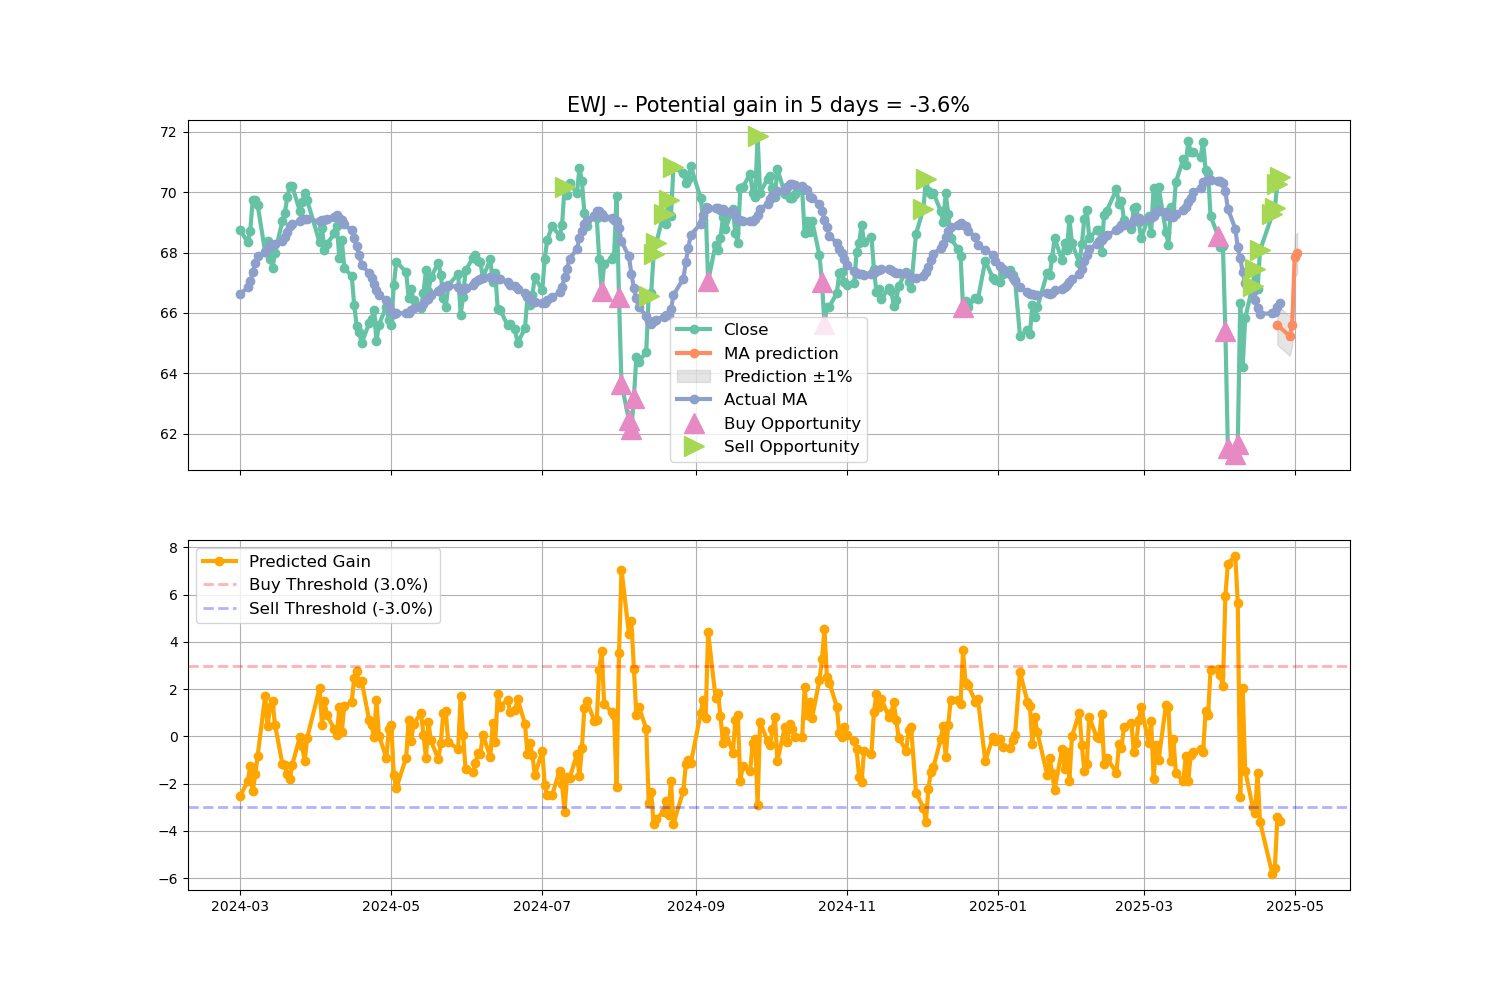 EWJ -- Potential gain in 5 days = -3.6%
72
70
68
66
64
62
Close
MA prediction
Prediction ±1%
Actual MA
Buy Opportunity
Sell Opportunity
8
6
4
2
0
−2
−4
−6
Predicted Gain
Buy Threshold (3.0%)
Sell Threshold (-3.0%)
2024-03
2024-05
2024-07
2024-09
2024-11
2025-01
2025-03
2025-05